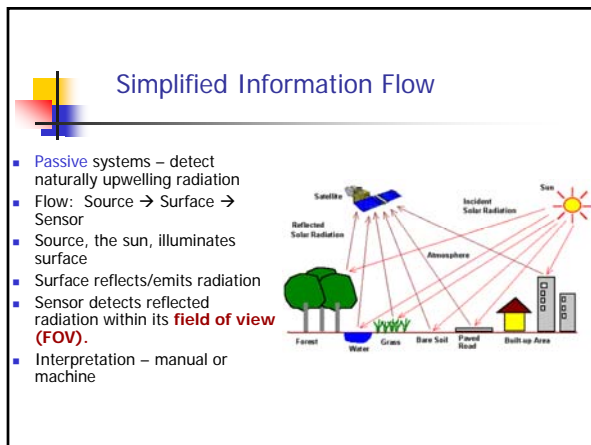 Simplified Information Flow
Passive systems – detect
naturally upwelling radiation
Flow: Source → Surface →
Sensor
Source, the sun, illuminates
surface
Surface reflects/emits radiation
Sensor detects reflected
radiation within its field of view
(FOV).
Interpretation – manual or
machine
Satellite
Sun
Incident
Solar Radiation
Reflected
Solar Radiation
Atmosphere
Forest
Water
Grass
Bare Soil
Paved
Road
Built-up Area